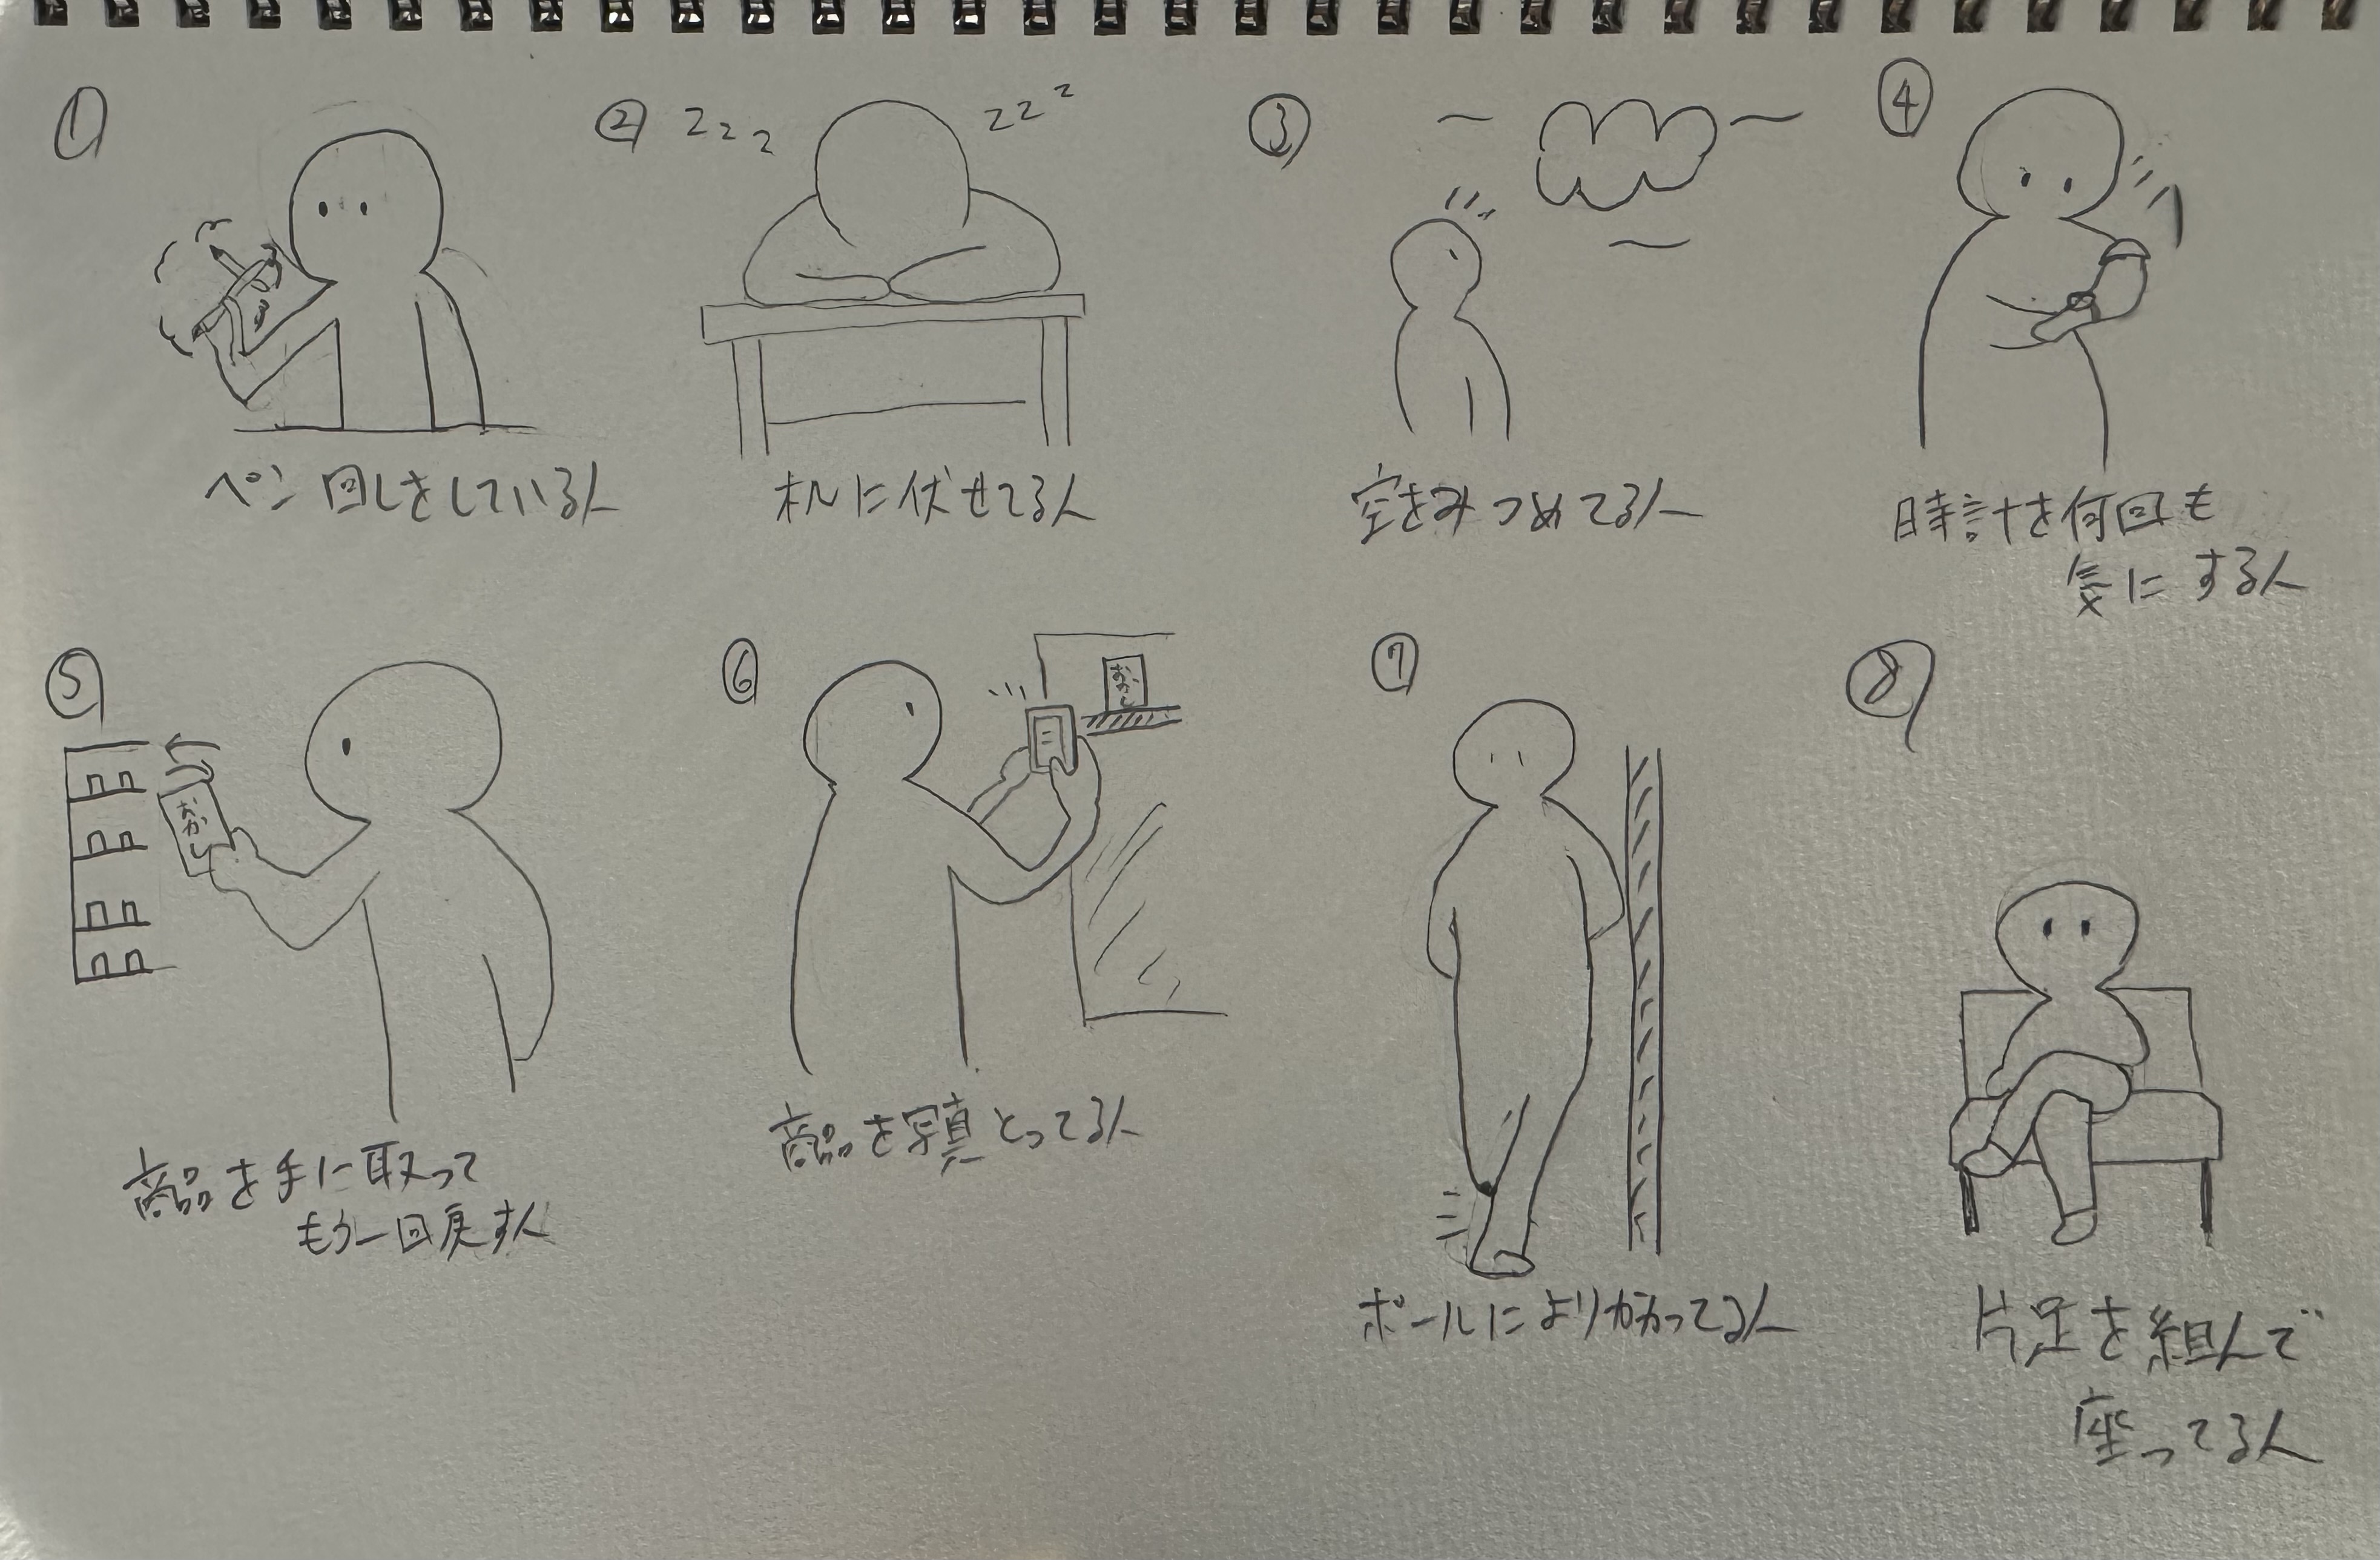 ①
② zzz zzz
③
④
ペン回しをしている人
机に伏せてる人
空をみつめてる人
時計を何回も
気にする人
⑤
おかし
⑥
おかし
⑦
⑧
商品を手に取って
もう一回戻す人
商品を写真とってる人
ポールによりかかってる人
片足を組んで
座ってる人